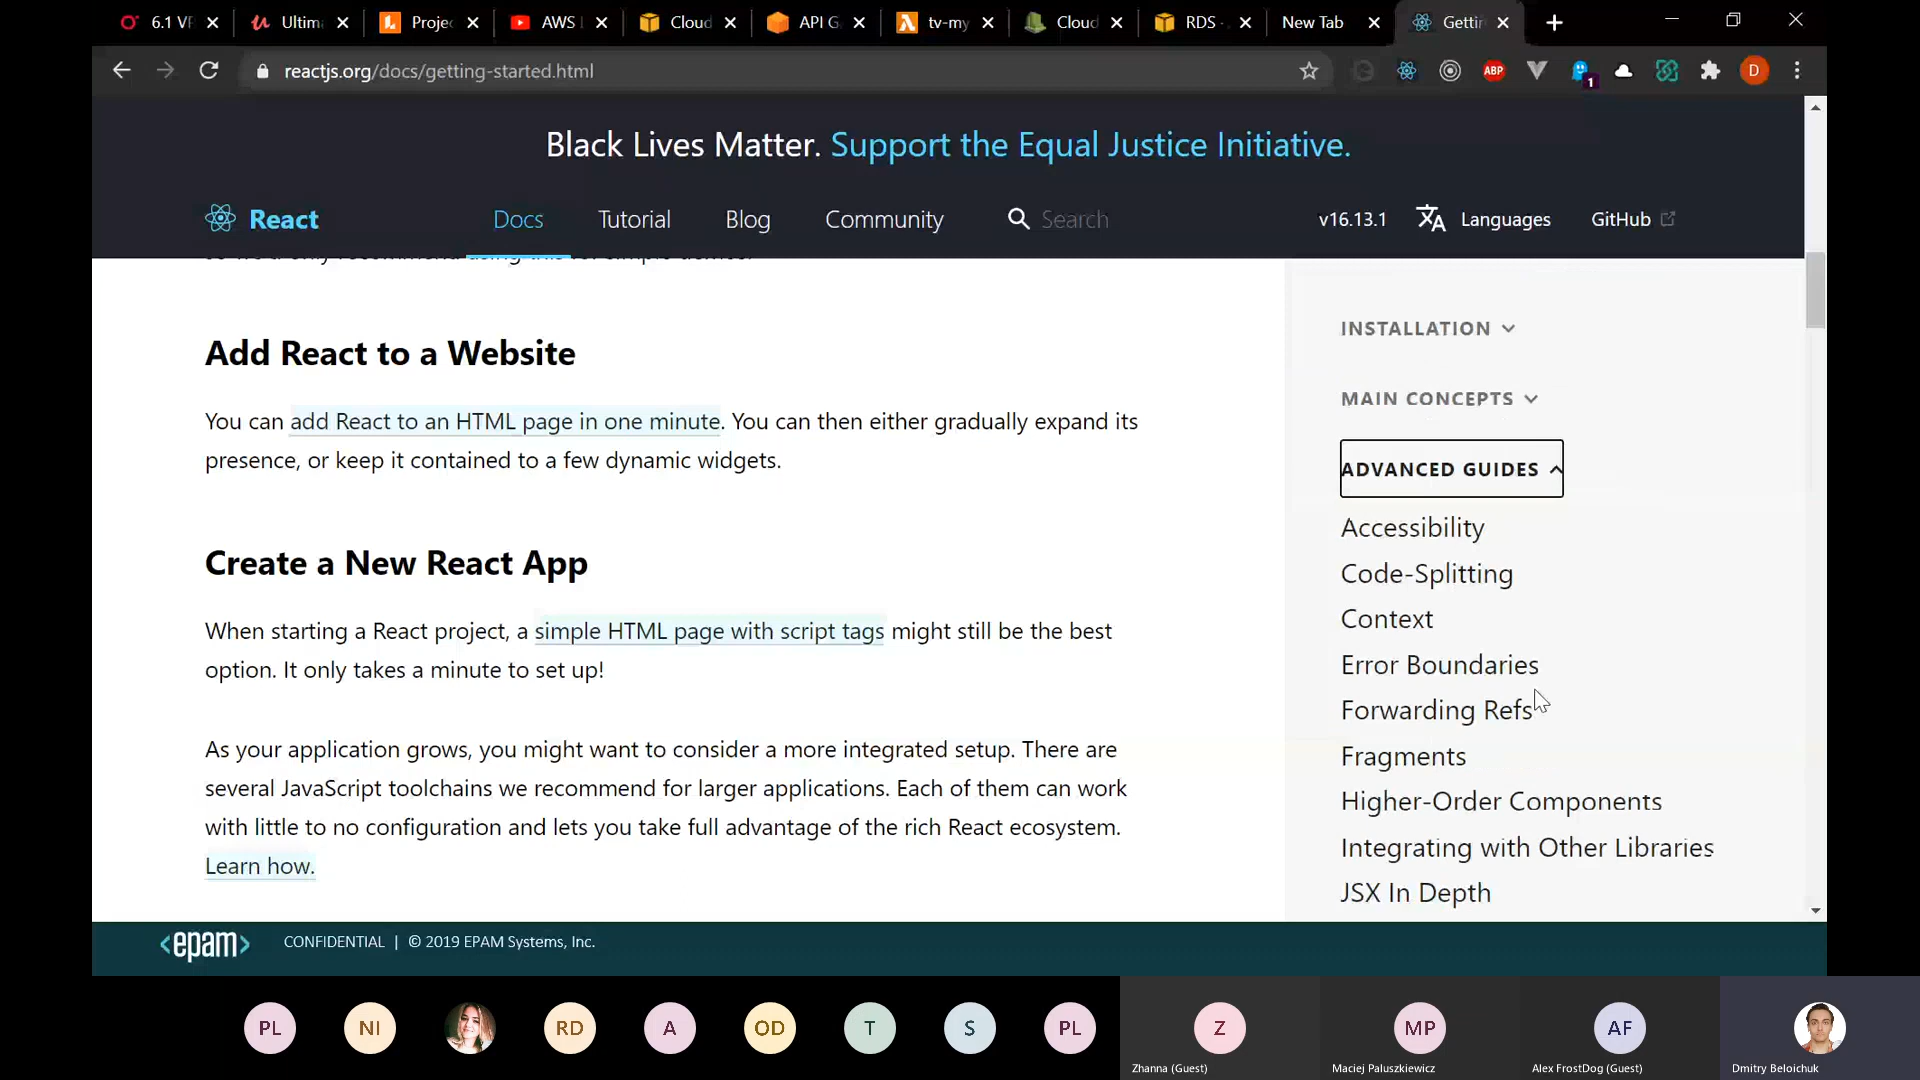 6.1 VF
Ultim
Projec
AWS
Cloud
API G
tv-my
Cloud
RDS -
New Tab
Gettin
reactjs.org/docs/getting-started.html
ABP
1
D
Black Lives Matter. Support the Equal Justice Initiative.
React
Docs
Tutorial
Blog
Community
Search
v16.13.1
Languages
GitHub
Add React to a Website
You can add React to an HTML page in one minute. You can then either gradually expand its
presence, or keep it contained to a few dynamic widgets.
Create a New React App
When starting a React project, a simple HTML page with script tags might still be the best
option. It only takes a minute to set up!
As your application grows, you might want to consider a more integrated setup. There are
several JavaScript toolchains we recommend for larger applications. Each of them can work
with little to no configuration and lets you take full advantage of the rich React ecosystem.
Learn how.
INSTALLATION
MAIN CONCEPTS
ADVANCED GUIDES
Accessibility
Code-Splitting
Context
Error Boundaries
Forwarding Refs
Fragments
Higher-Order Components
Integrating with Other Libraries
JSX In Depth
<epam>
CONFIDENTIAL | © 2019 EPAM Systems, Inc.
PL
NI
RD
A
OD
T
S
PL
Z
MP
AF
Zhanna (Guest)
Maciej Paluszkiewicz
Alex FrostDog (Guest)
Dmitry Beloichuk